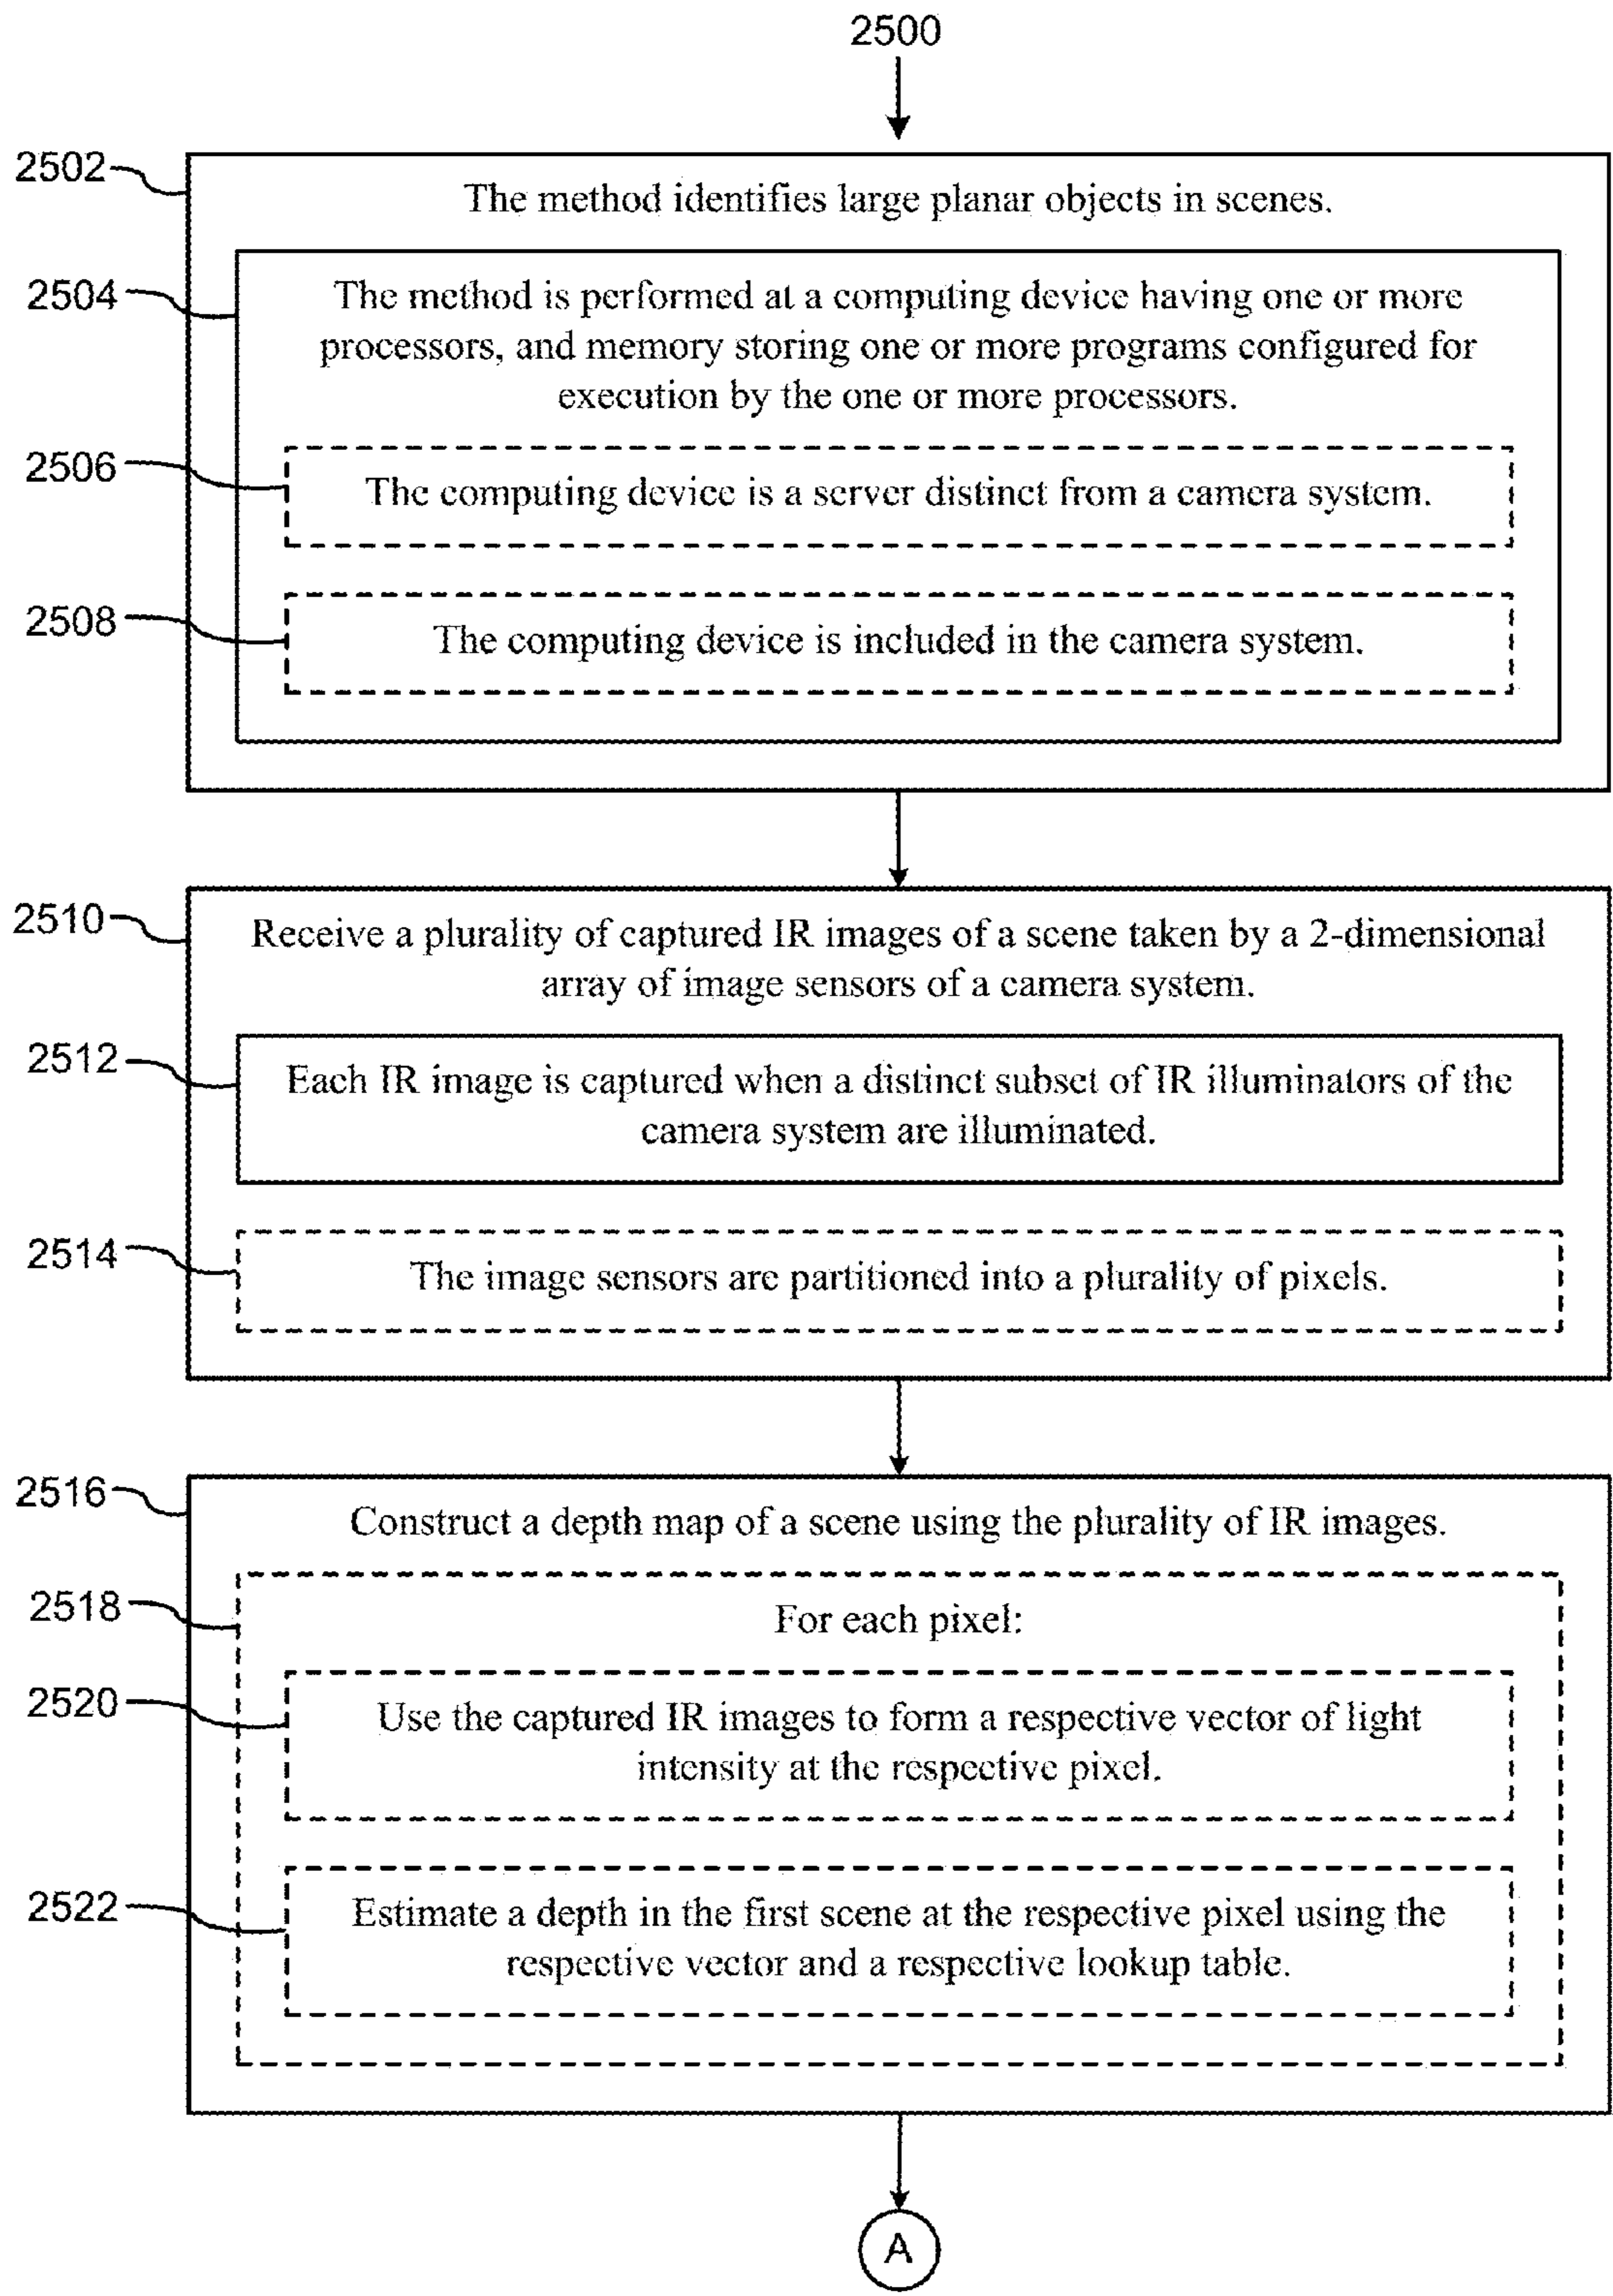 2500
2502
The method identifies large planar objects in scenes.
2504
The method is performed at a computing device having one or more
processors, and memory storing one or more programs configured for
execution by the one or more processors.
2506
The computing device is a server distinct from a camera system.
2508
The computing device is included in the camera system.
2510
Receive a plurality of captured IR images of a scene taken by a 2-dimensional
array of image sensors of a camera system.
2512
Each IR image is captured when a distinct subset of IR illuminators of the
camera system are illuminated.
2514
The image sensors are partitioned into a plurality of pixels.
2516
Construct a depth map of a scene using the plurality of IR images.
2518
For each pixel:
2520
Use the captured IR images to form a respective vector of light
intensity at the respective pixel.
2522
Estimate a depth in the first scene at the respective pixel using the
respective vector and a respective lookup table.
A